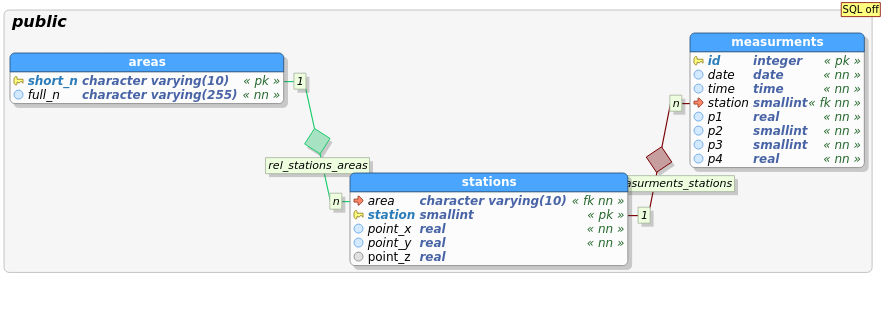 SQL off
public
areas
short_n character varying(10) « pk »
full_n character varying(255) « nn »
1
rel_stations_areas
n
stations
area character varying(10) « fk nn »
station smallint « pk »
point_x real « nn »
point_y real « nn »
point_z real
1
asurments_stations
n
measurments
id integer « pk »
date date « nn »
time time « nn »
station smallint « fk nn »
p1 real « nn »
p2 smallint « nn »
p3 smallint « nn »
p4 real « nn »